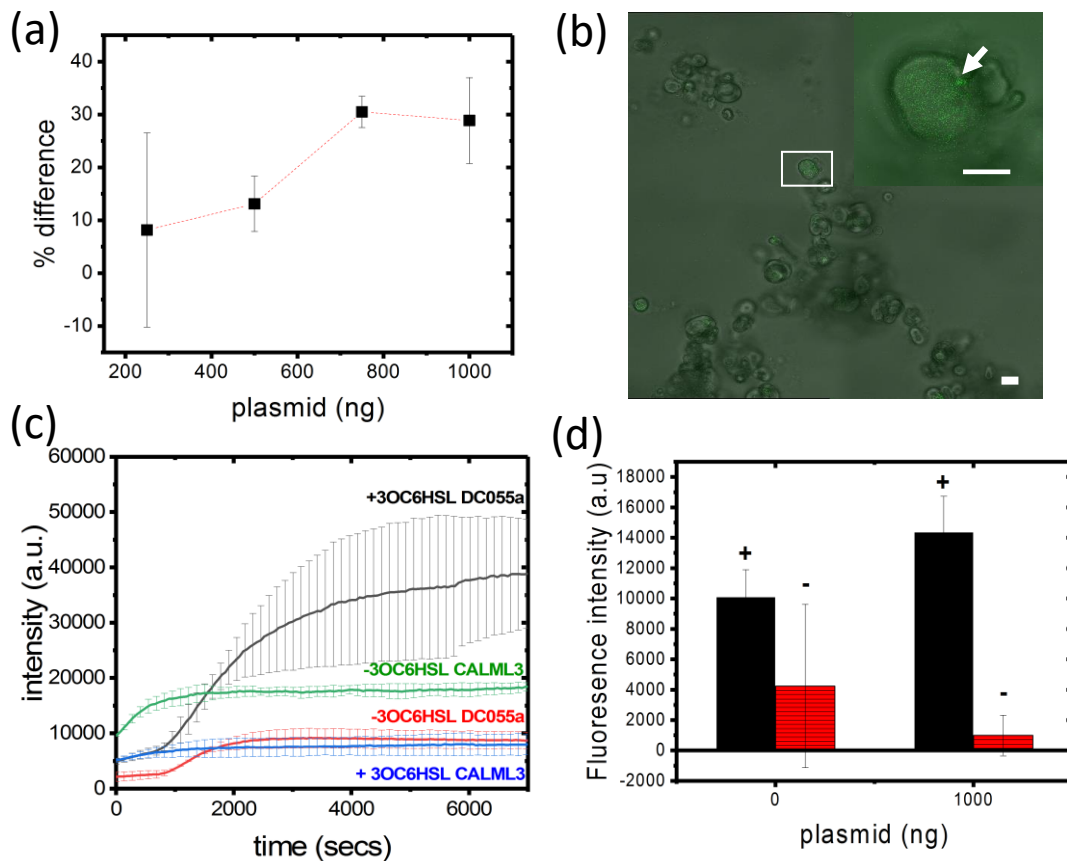 (a)
40
30
20
10
0
-10
% difference
200 400 600 800 1000
plasmid (ng)
(b)
(c)
60000
50000
40000
30000
20000
10000
0
intensity (a.u.)
+3OC6HSL DC055a
-3OC6HSL CALML3
-3OC6HSL DC055a
+ 3OC6HSL CALML3
0 2000 4000 6000
time (secs)
(d)
18000
16000
14000
12000
10000
8000
6000
4000
2000
0
-2000
Fluoresence intensity (a.u)
+
-
+
-
0 1000
plasmid (ng)